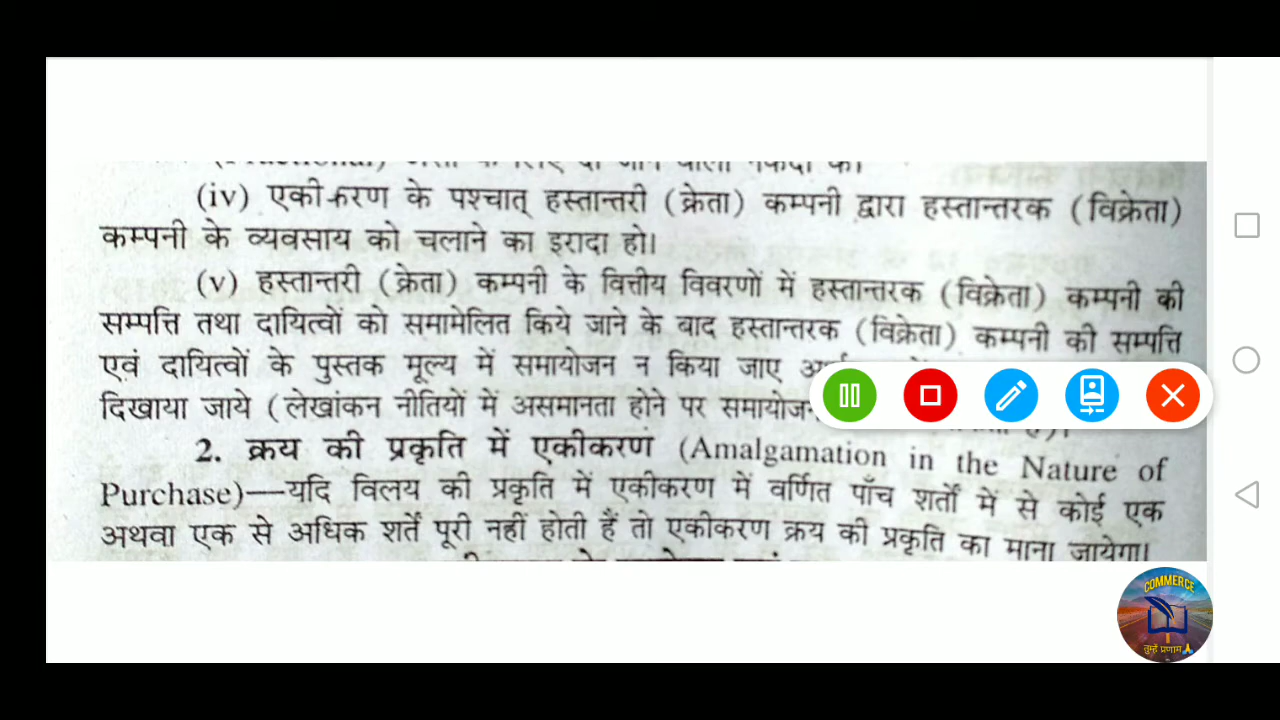 (iv) एकीकरण के पश्चात् हस्तान्तरी (क्रेता) कम्पनी द्वारा हस्तान्तरक (विक्रेता)
कम्पनी के व्यवसाय को चलाने का इरादा हो।
(v) हस्तान्तरी (क्रेता) कम्पनी के वित्तीय विवरणों में हस्तान्तरक (विक्रेता) कम्पनी की
सम्पत्ति तथा दायित्वों को समामेलित किये जाने के बाद हस्तान्तरक (विक्रेता) कम्पनी की सम्पत्ति
एवं दायित्वों के पुस्तक मूल्य में समायोजन न किया जाए
दिखाया जाये (लेखांकन नीतियों में असमानता होने पर समायोजन
2. क्रय की प्रकृति में एकीकरण (Amalgamation in the Nature of
Purchase)—यदि विलय की प्रकृति में एकीकरण में वर्णित पाँच शर्तों में से कोई एक
अथवा एक से अधिक शर्तें पूरी नहीं होती हैं तो एकीकरण क्रय की प्रकृति का माना जायेगा।
COMMERCE
तुम्हें प्रणाम